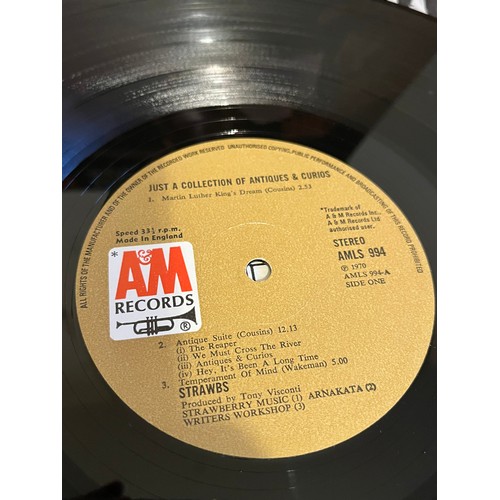 ALL RIGHTS OF THE MANUFACTURER AND OF THE OWNER OF THE RECORDED WORK RESERVED UNAUTHORISED COPYING, PUBLIC PERFORMANCE AND BROADCASTING OF THIS RECORD PROHIBITED
JUST A COLLECTION OF ANTIQUES & CURIOS
1. Martin Luther King's Dream (Cousins) 2.53
Speed 33⅓ r.p.m.
Made in England
*Trademark of
A & M Records Inc.,
A & M Records Ltd
authorised user.
STEREO
AMLS 994
℗ 1970
AMLS 994-A
SIDE ONE
*
A&M
RECORDS
®
2. Antique Suite (Cousins) 12.13
(i) The Reaper
(ii) We Must Cross The River
(iii) Antiques & Curios
(iv) Hey, It's Been A Long Time
3. Temperament Of Mind (Wakeman) 5.00
STRAWBS
Produced by Tony Visconti
STRAWBERRY MUSIC (1) ARNAKATA (2)
WRITERS WORKSHOP (3)